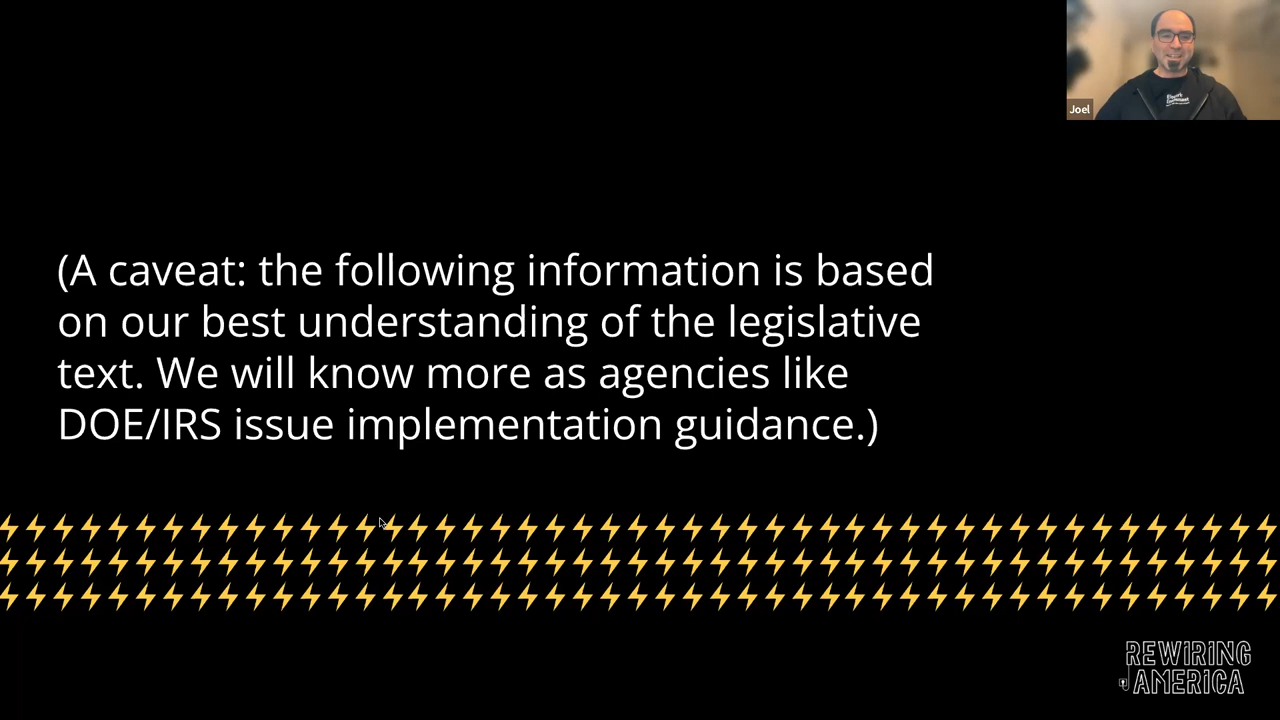 Joel
(A caveat: the following information is based
on our best understanding of the legislative
text. We will know more as agencies like
DOE/IRS issue implementation guidance.)
REWIRING
AMERICA